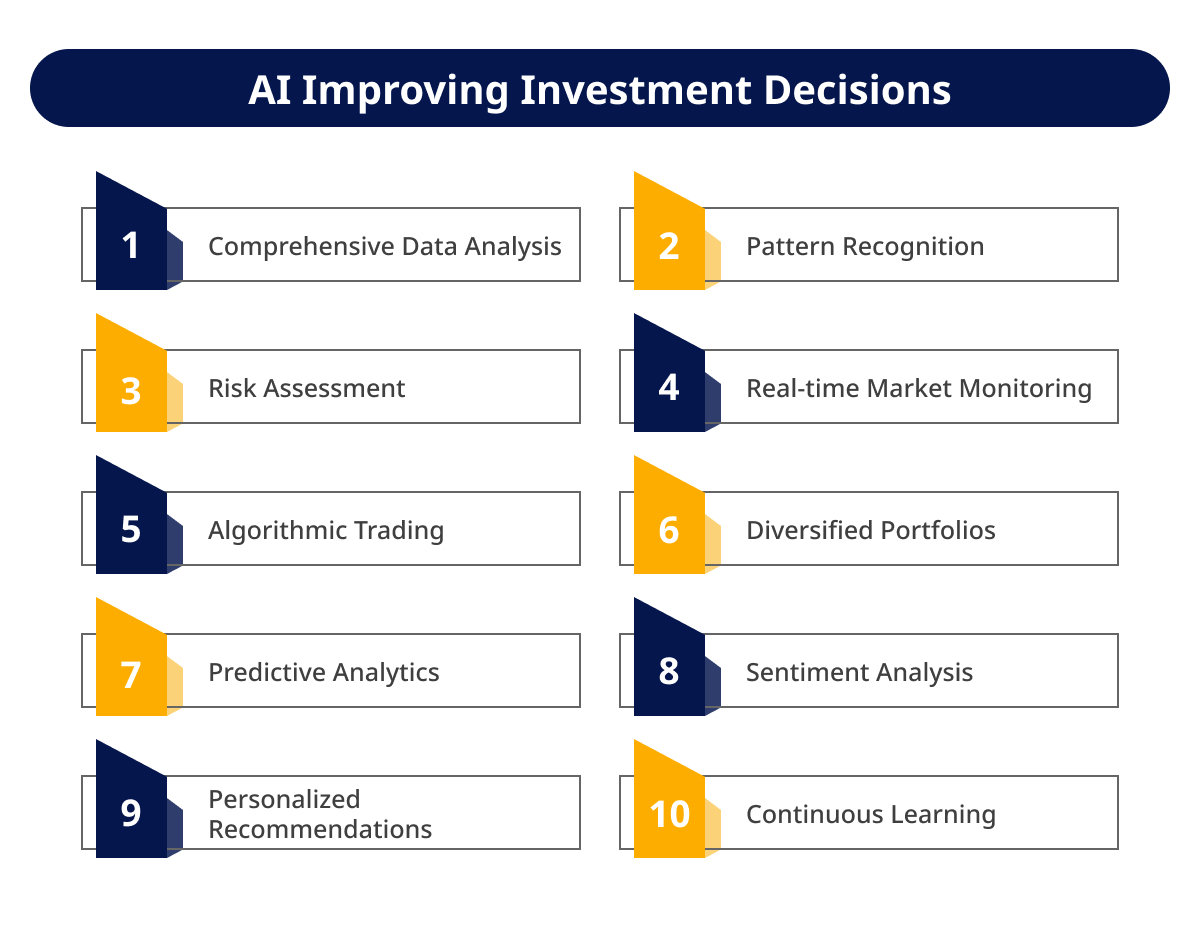 AI Improving Investment Decisions
1
Comprehensive Data Analysis
2
Pattern Recognition
3
Risk Assessment
4
Real-time Market Monitoring
5
Algorithmic Trading
6
Diversified Portfolios
7
Predictive Analytics
8
Sentiment Analysis
9
Personalized
Recommendations
10
Continuous Learning